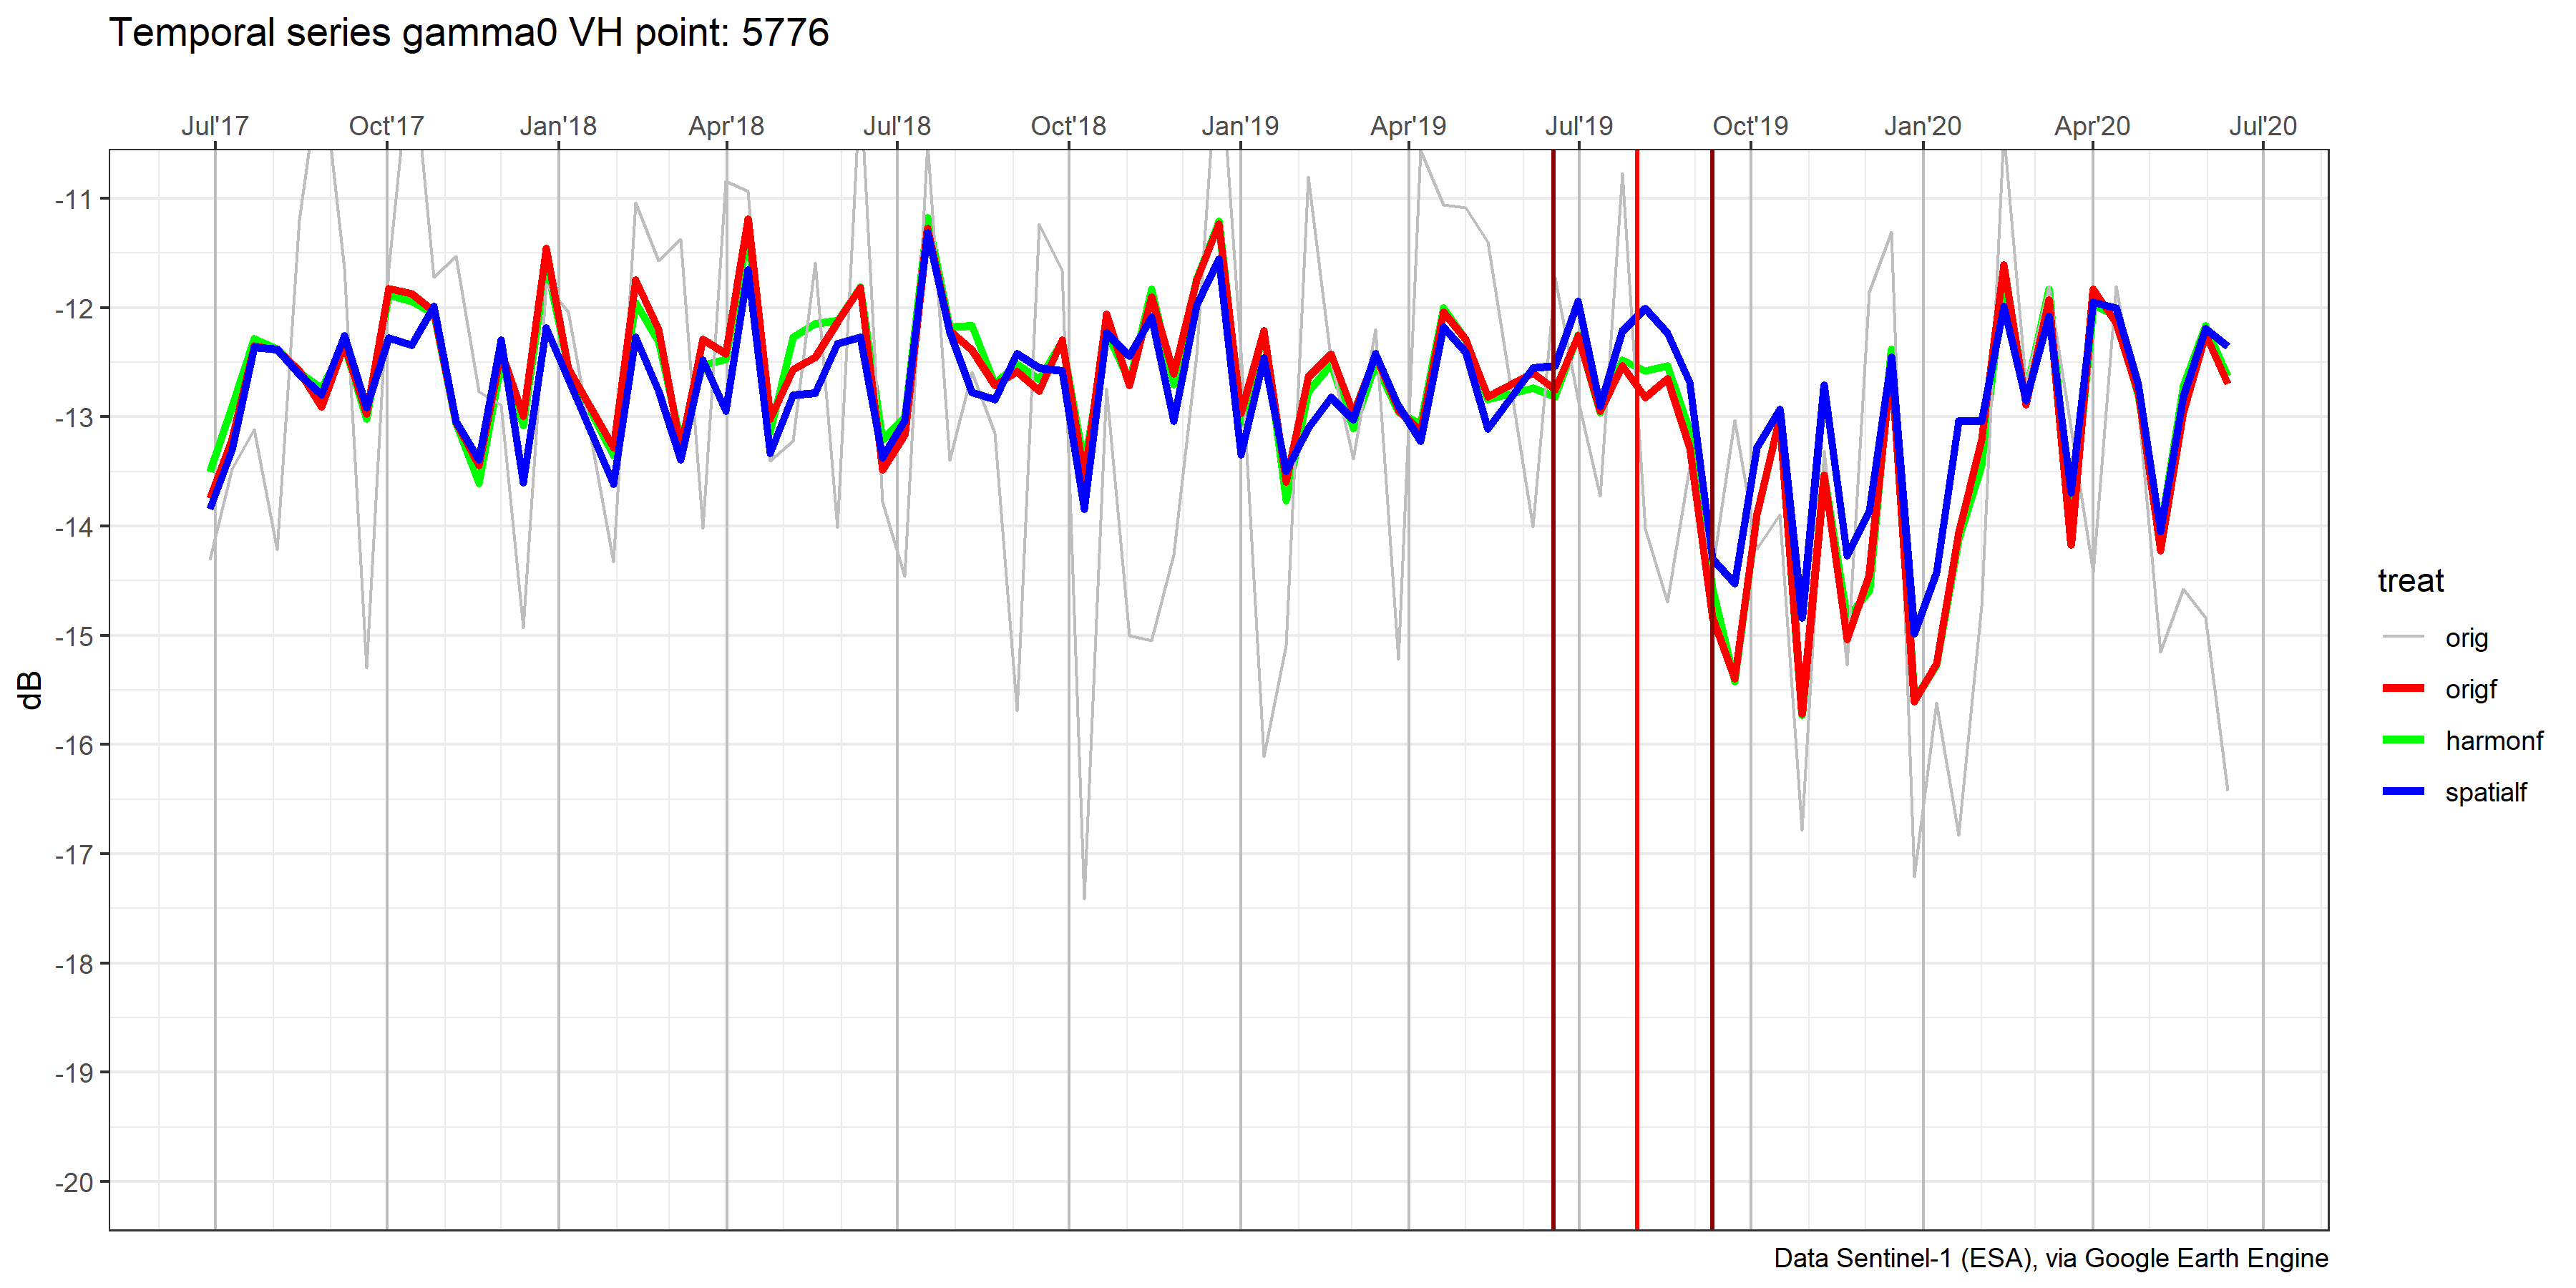 Temporal series gamma0 VH point: 5776
Jul'17 Oct'17 Jan'18 Apr'18 Jul'18 Oct'18 Jan'19 Apr'19 Jul'19 Oct'19 Jan'20 Apr'20 Jul'20
-11
-12
-13
-14
-15
-16
-17
-18
-19
-20
dB
treat
orig
origf
harmonf
spatialf
Data Sentinel-1 (ESA), via Google Earth Engine